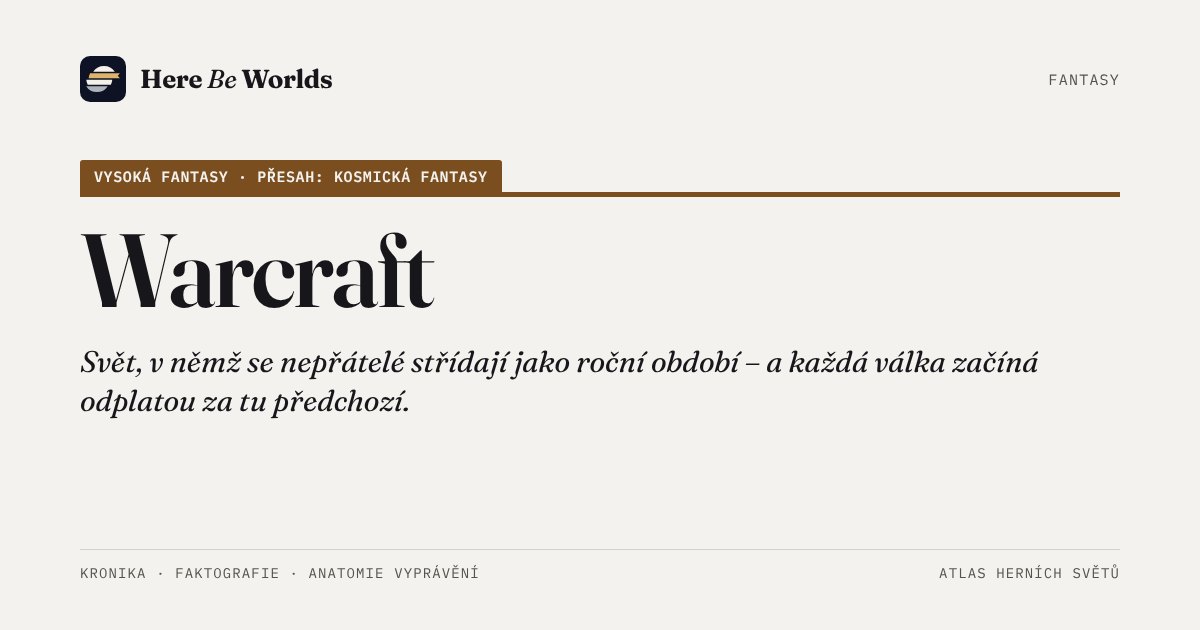 Here Be Worlds
FANTASY
VYSOKÁ FANTASY · PŘESAH: KOSMICKÁ FANTASY
Warcraft
Svět, v němž se nepřátelé střídají jako roční období – a každá válka začíná
odplatou za tu předchozí.
KRONIKA · FAKTOGRAFIE · ANATOMIE VYPRÁVĚNÍ
ATLAS HERNÍCH SVĚTŮ